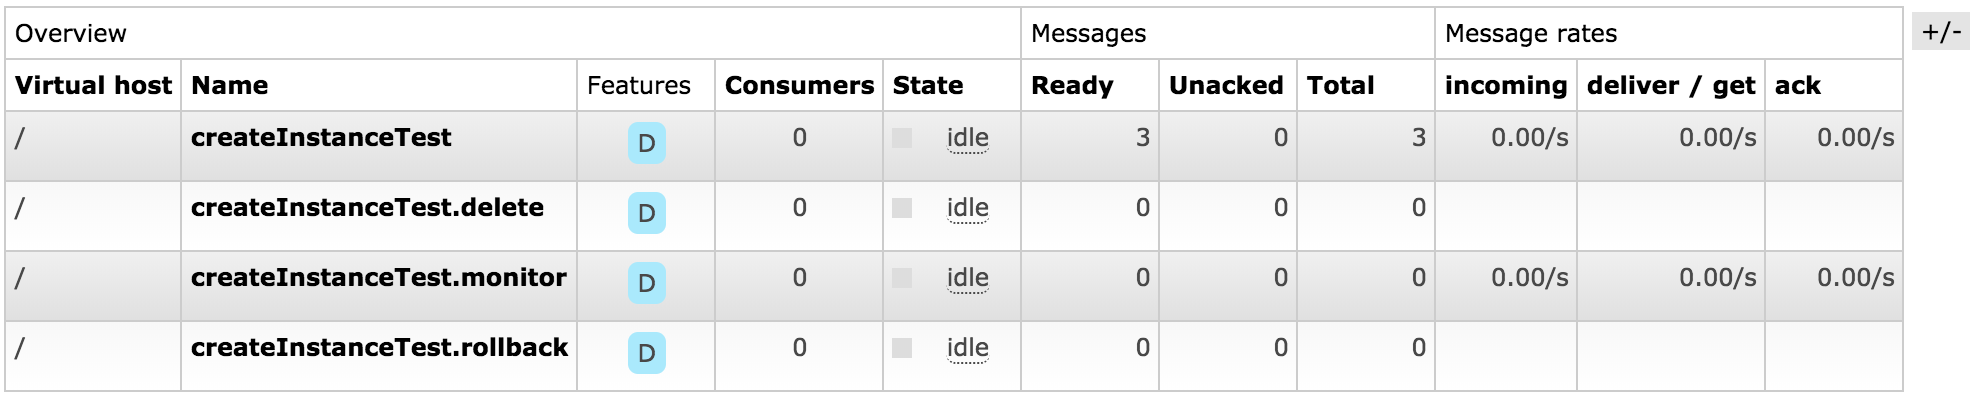 Overview Messages Message rates +/-
Virtual host Name Features Consumers State Ready Unacked Total incoming deliver / get ack
/ createInstanceTest D 0 idle 3 0 3 0.00/s 0.00/s 0.00/s
/ createInstanceTest.delete D 0 idle 0 0 0
/ createInstanceTest.monitor D 0 idle 0 0 0 0.00/s 0.00/s 0.00/s
/ createInstanceTest.rollback D 0 idle 0 0 0